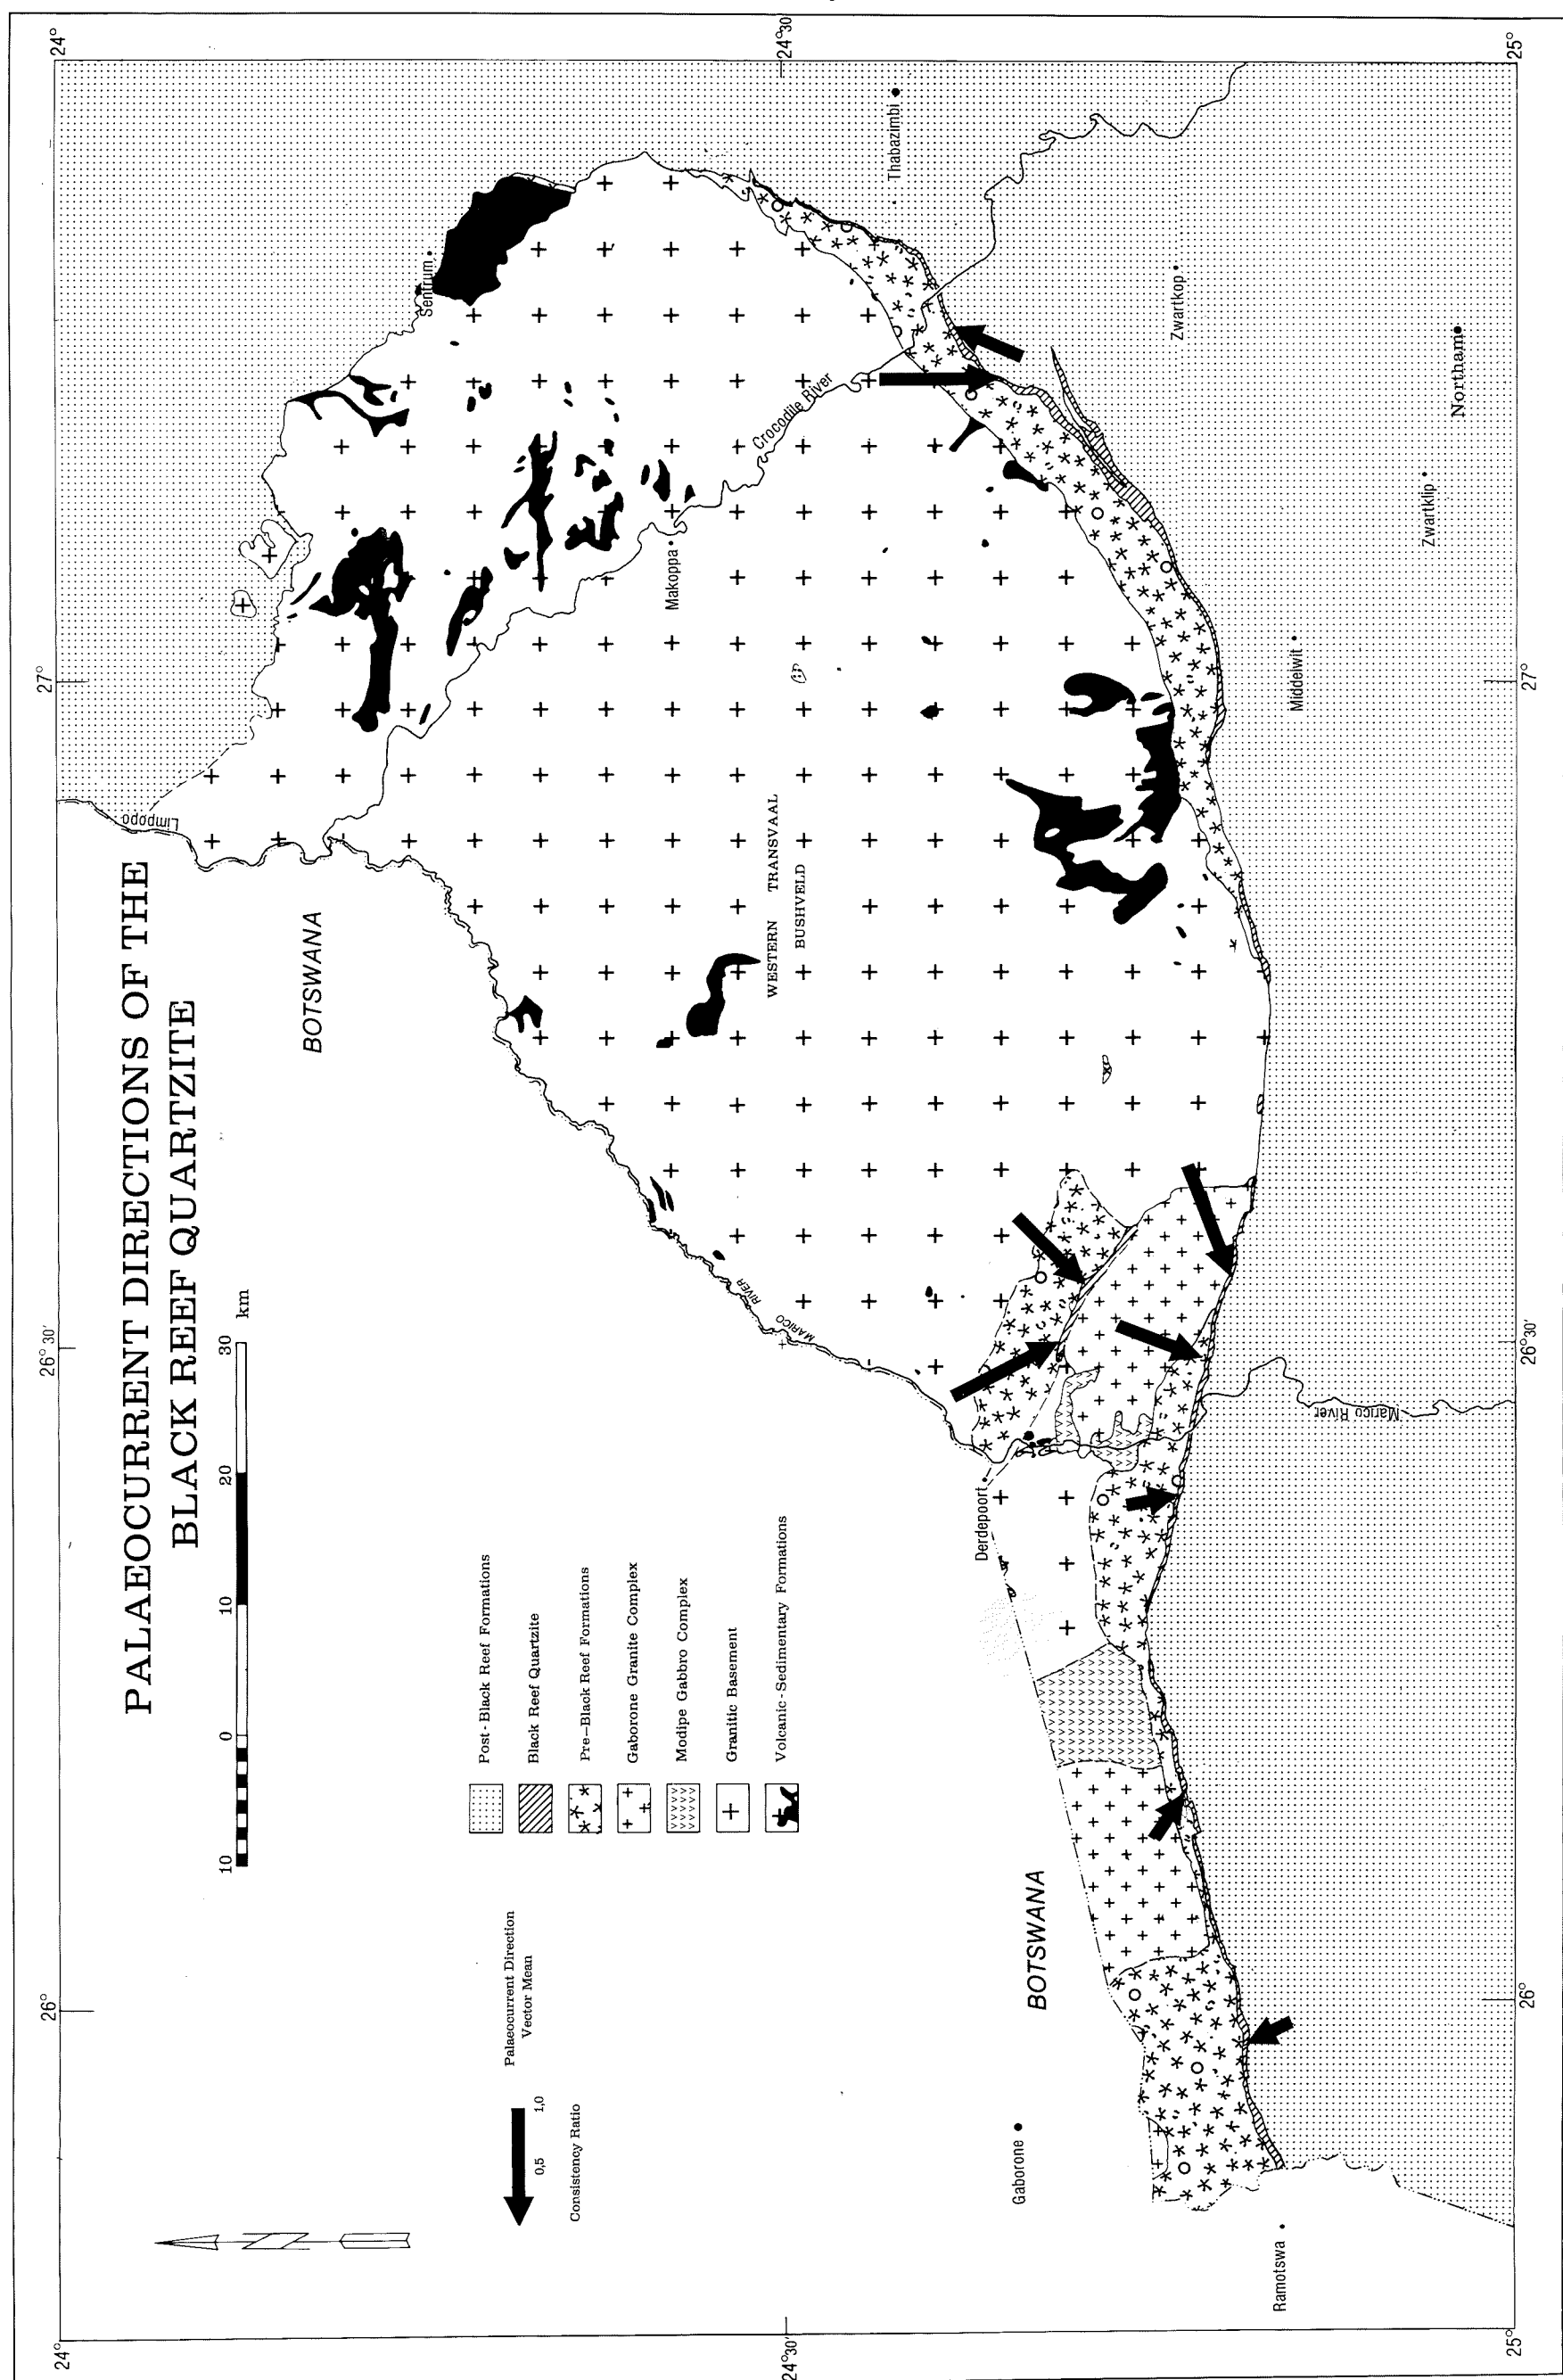 PALAEOCURRENT DIRECTIONS OF THE
BLACK REEF QUARTZITE
10 0 10 20 30 km
24°
26°
26° 30'
27°
24°
24°30'
24°30
25°
26°
26°30'
27°
25°
Palaeocurrent Direction
Vector Mean
0,5 1,0
Consistency Ratio
Post-Black Reef Formations
Black Reef Quartzite
Pre-Black Reef Formations
Gaborone Granite Complex
Modipe Gabbro Complex
Granitic Basement
Volcanic-Sedimentary Formations
BOTSWANA
Limpopo
Sentrum
Makoppa
Crocodile River
Thabazimbi
WESTERN TRANSVAAL
BUSHVELD
MARICO RIVER
Derdepoort
BOTSWANA
Gaborone
Ramotswa
Marico River
Middelwit
Zwartkop
Zwartklip
Northam